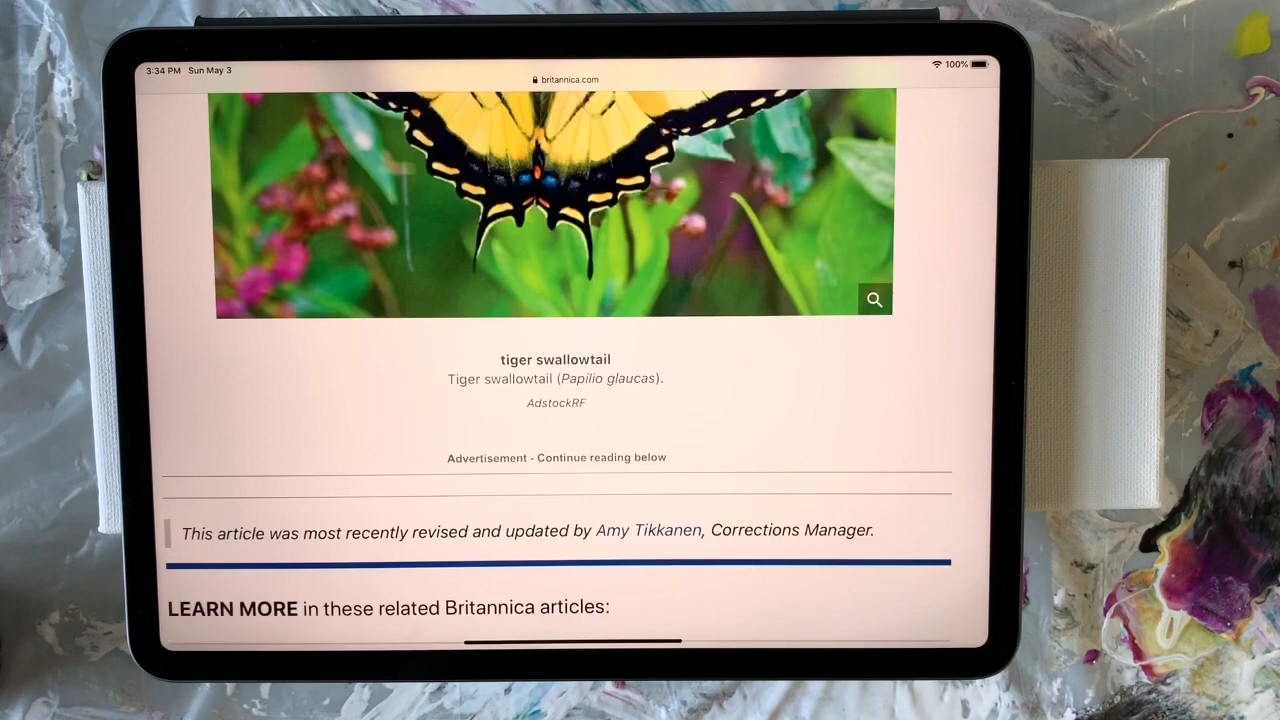 3:34 PM Sun May 3
100%
britannica.com
tiger swallowtail
Tiger swallowtail (Papilio glaucas).
AdstockRF
Advertisement - Continue reading below
This article was most recently revised and updated by Amy Tikkanen, Corrections Manager.
LEARN MORE in these related Britannica articles: